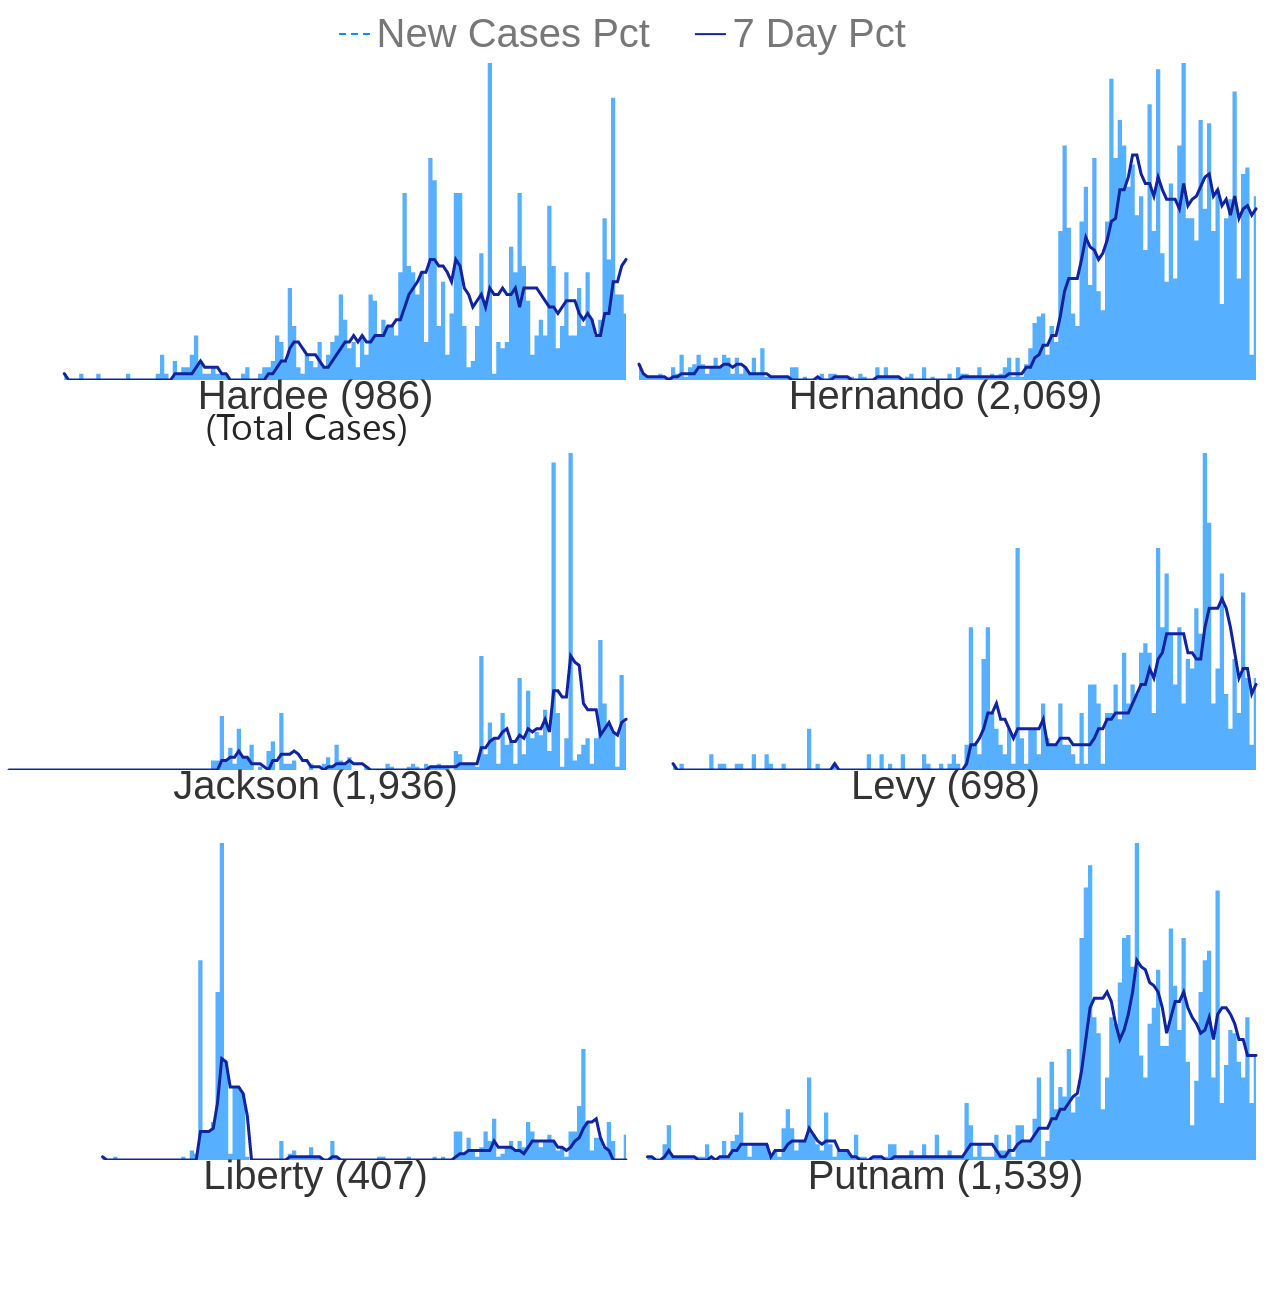 New Cases Pct 7 Day Pct
Hardee (986)
(Total Cases)
Hernando (2,069)
Jackson (1,936)
Levy (698)
Liberty (407)
Putnam (1,539)